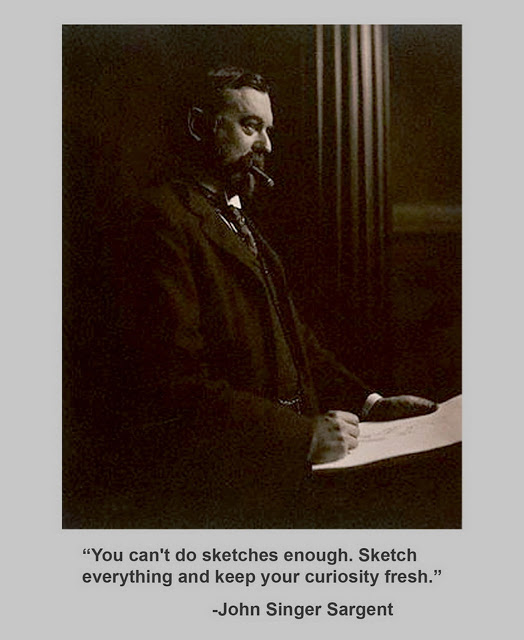 “You can't do sketches enough. Sketch
everything and keep your curiosity fresh.”
-John Singer Sargent